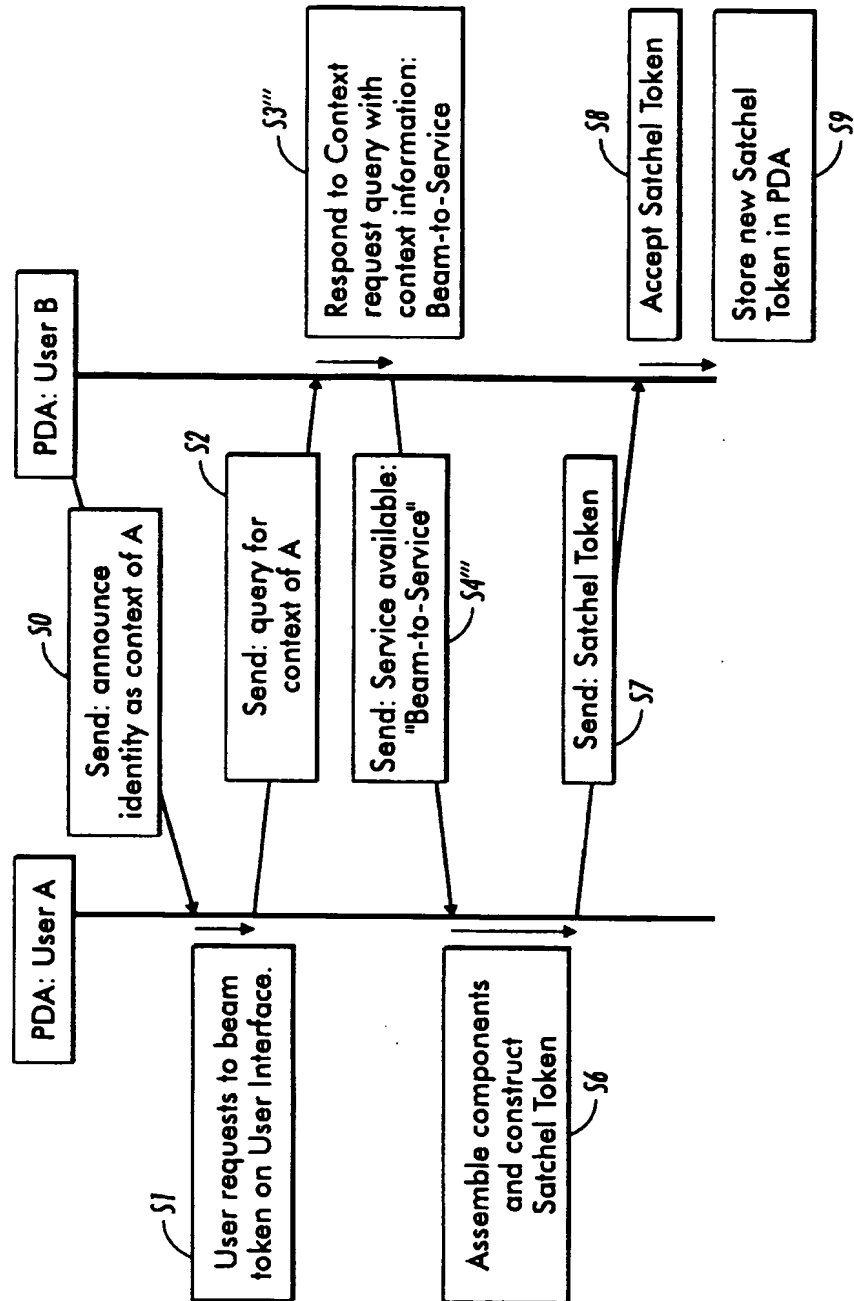 PDA: User A
PDA: User B
S0
Send: announce
identity as context of A
S1
User requests to beam
token on User Interface.
S2
Send: query for
context of A
S3'''
Respond to Context
request query with
context information:
Beam-to-Service
Send: Service available:
"Beam-to-Service"
S4'''
Assemble components
and construct
Satchel Token
S6
Send: Satchel Token
S7
S8
Accept Satchel Token
Store new Satchel
Token in PDA
S9